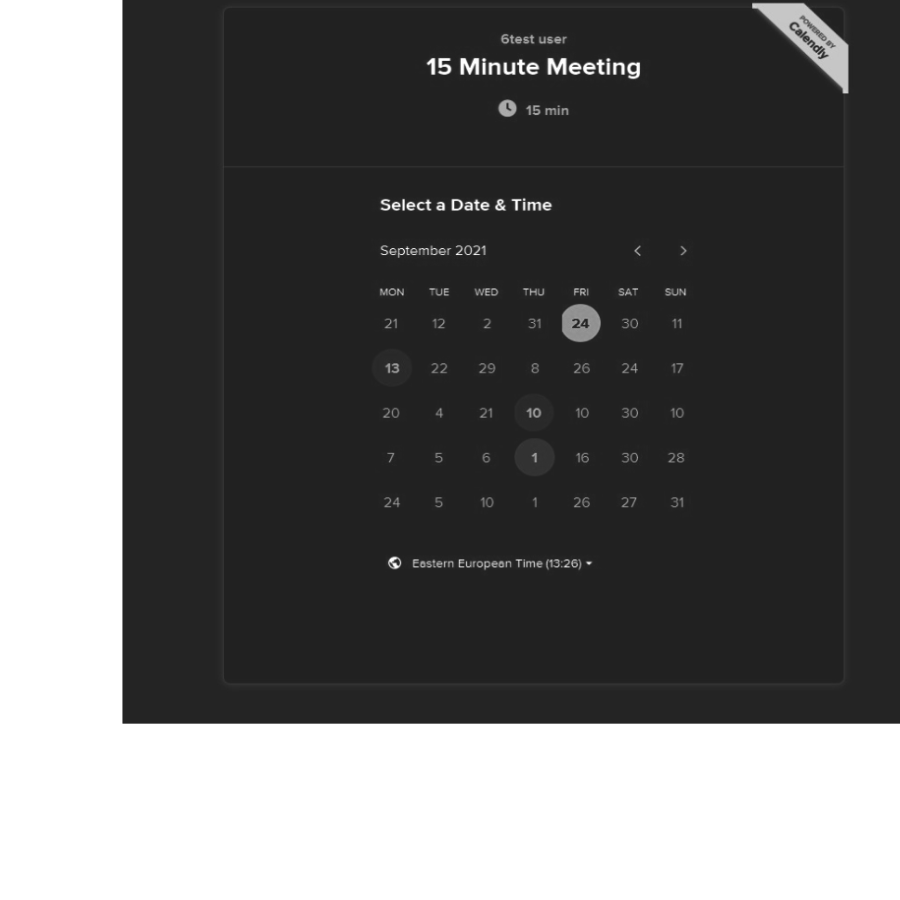 6test user
15 Minute Meeting
15 min
POWERED BY
Calendly
Select a Date & Time
September 2021
MON TUE WED THU FRI SAT SUN
21 12 2 31 24 30 11
13 22 29 8 26 24 17
20 4 21 10 10 30 10
7 5 6 1 16 30 28
24 5 10 1 26 27 31
Eastern European Time (13:26)